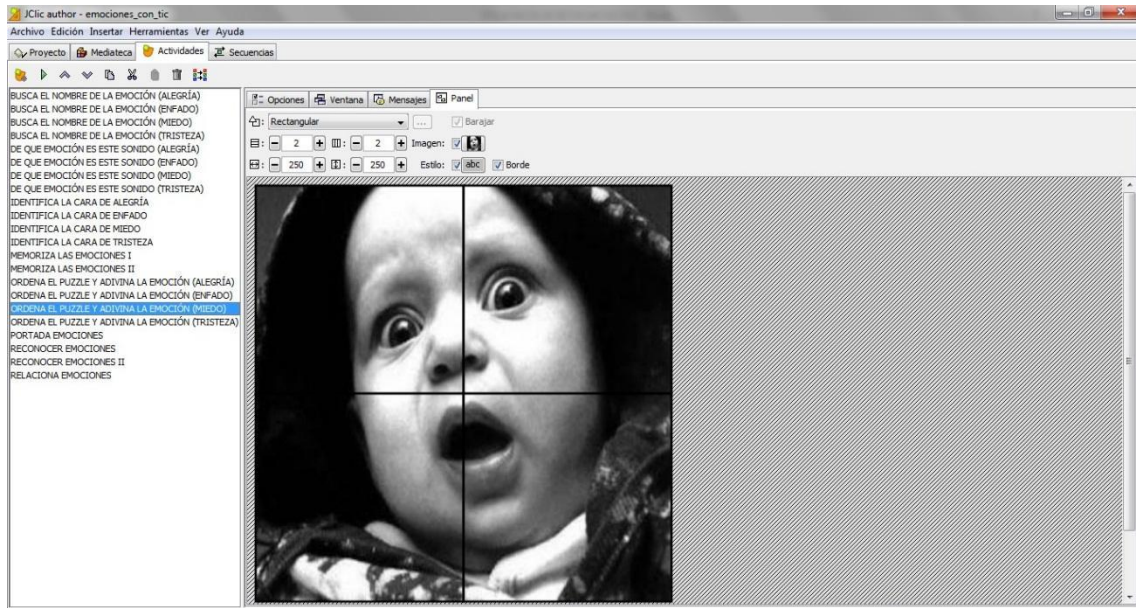 JClic author - emociones_con_tic
Archivo Edición Insertar Herramientas Ver Ayuda
Proyecto Mediateca Actividades Secuencias
BUSCA EL NOMBRE DE LA EMOCIÓN (ALEGRÍA)
BUSCA EL NOMBRE DE LA EMOCIÓN (ENFADO)
BUSCA EL NOMBRE DE LA EMOCIÓN (MIEDO)
BUSCA EL NOMBRE DE LA EMOCIÓN (TRISTEZA)
DE QUE EMOCIÓN ES ESTE SONIDO (ALEGRÍA)
DE QUE EMOCIÓN ES ESTE SONIDO (ENFADO)
DE QUE EMOCIÓN ES ESTE SONIDO (MIEDO)
DE QUE EMOCIÓN ES ESTE SONIDO (TRISTEZA)
IDENTIFICA LA CARA DE ALEGRÍA
IDENTIFICA LA CARA DE ENFADO
IDENTIFICA LA CARA DE MIEDO
IDENTIFICA LA CARA DE TRISTEZA
MEMORIZA LAS EMOCIONES I
MEMORIZA LAS EMOCIONES II
ORDENA EL PUZZLE Y ADIVINA LA EMOCIÓN (ALEGRÍA)
ORDENA EL PUZZLE Y ADIVINA LA EMOCIÓN (ENFADO)
ORDENA EL PUZZLE Y ADIVINA LA EMOCIÓN (MIEDO)
ORDENA EL PUZZLE Y ADIVINA LA EMOCIÓN (TRISTEZA)
PORTADA EMOCIONES
RECONOCER EMOCIONES
RECONOCER EMOCIONES II
RELACIONA EMOCIONES
Opciones Ventana Mensajes Panel
: Rectangular ... Barajar
: 2 : 2 Imagen:
: 250 : 250 Estilo: abc Borde